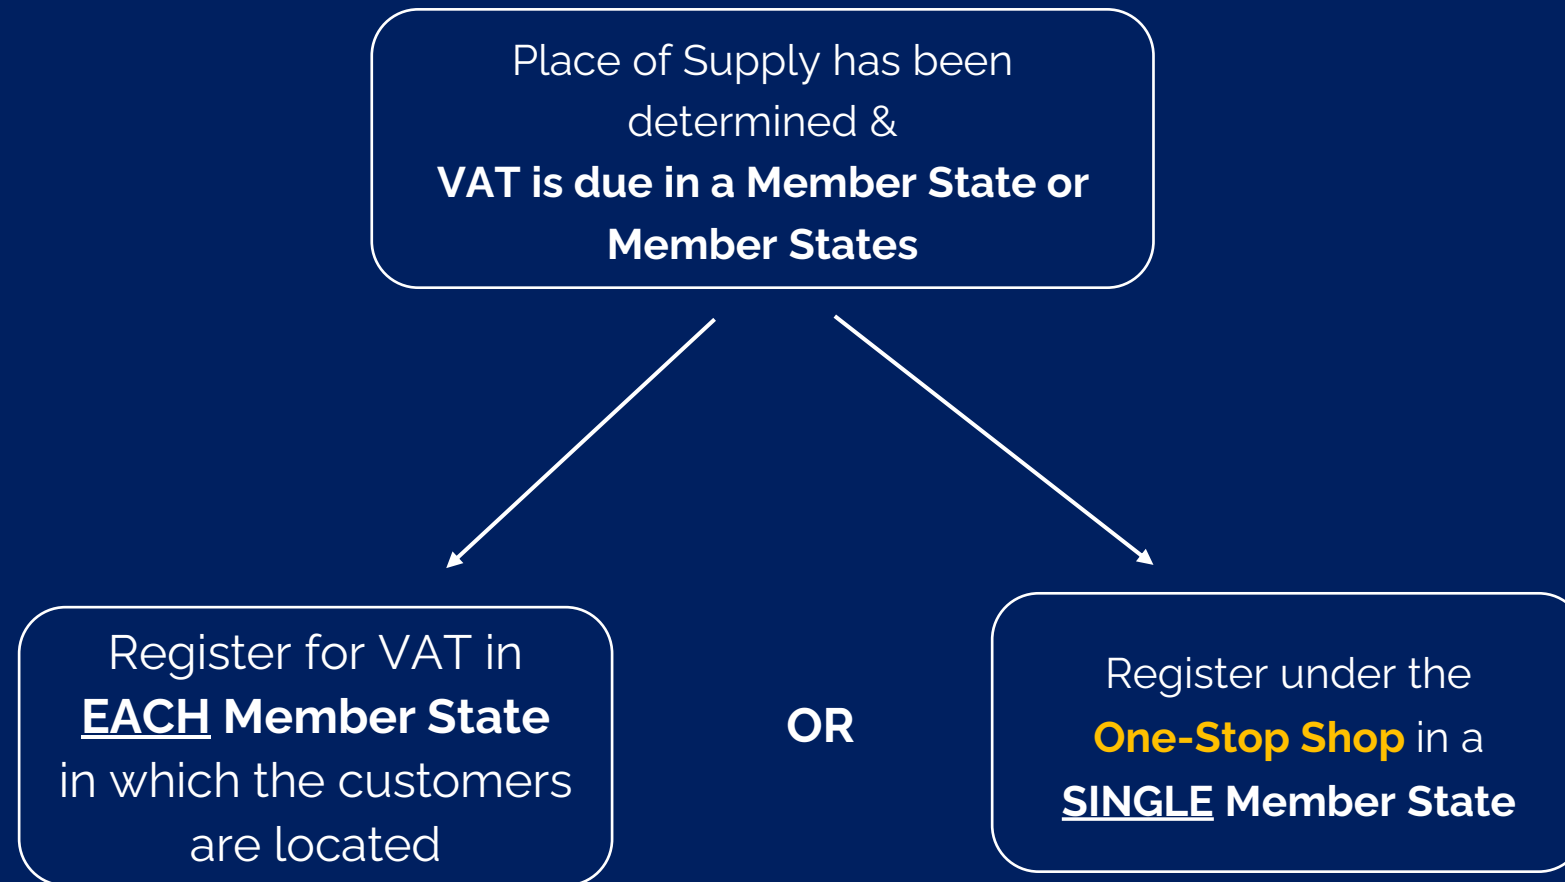 Place of Supply has been
determined &
VAT is due in a Member State or
Member States
Register for VAT in
EACH Member State
in which the customers
are located
OR
Register under the
One-Stop Shop in a
SINGLE Member State